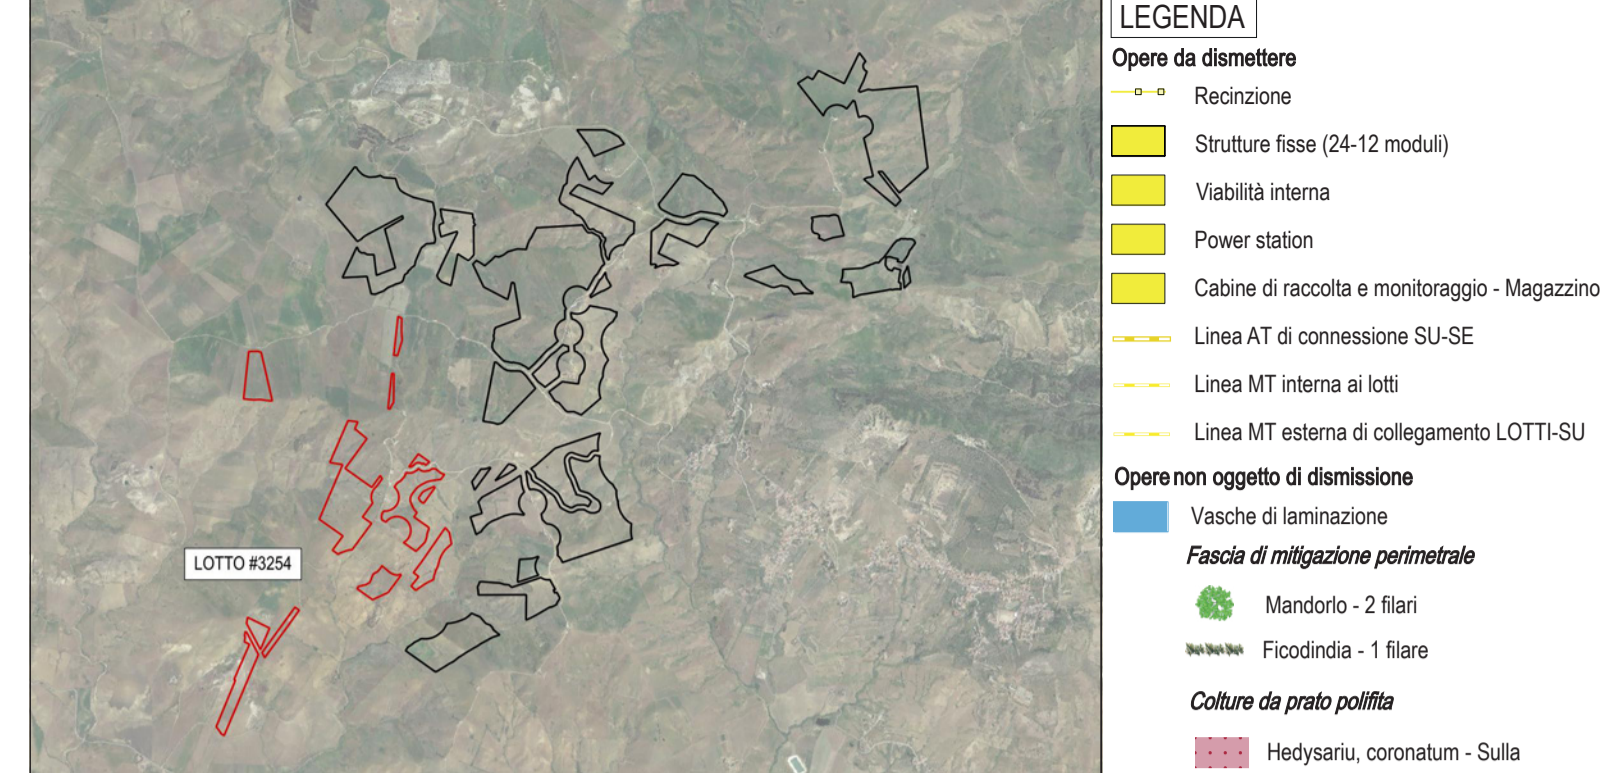 LEGENDA
Opere da dismettere
Recinzione
Strutture fisse (24-12 moduli)
Viabilità interna
Power station
Cabine di raccolta e monitoraggio - Magazzino
Linea AT di connessione SU-SE
Linea MT interna ai lotti
Linea MT esterna di collegamento LOTTI-SU
Opere non oggetto di dismissione
Vasche di laminazione
Fascia di mitigazione perimetrale
Mandorlo - 2 filari
Ficodindia - 1 filare
Colture da prato polifita
Hedysariu, coronatum - Sulla
LOTTO #3254